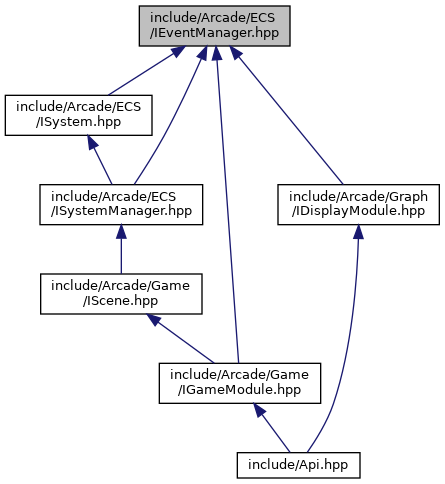 include/Arcade/ECS
/IEventManager.hpp
include/Arcade/ECS
/ISystem.hpp
include/Arcade/ECS
/ISystemManager.hpp
include/Arcade/Graph
/IDisplayModule.hpp
include/Arcade/Game
/IScene.hpp
include/Arcade/Game
/IGameModule.hpp
include/Api.hpp